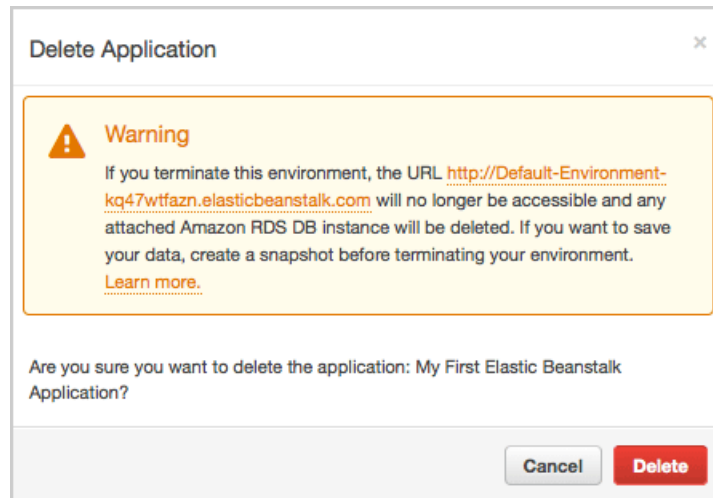 Delete Application
×
Warning
If you terminate this environment, the URL http://Default-Environment-
kq47wtfazn.elasticbeanstalk.com will no longer be accessible and any
attached Amazon RDS DB instance will be deleted. If you want to save
your data, create a snapshot before terminating your environment.
Learn more.
Are you sure you want to delete the application: My First Elastic Beanstalk
Application?
Cancel Delete